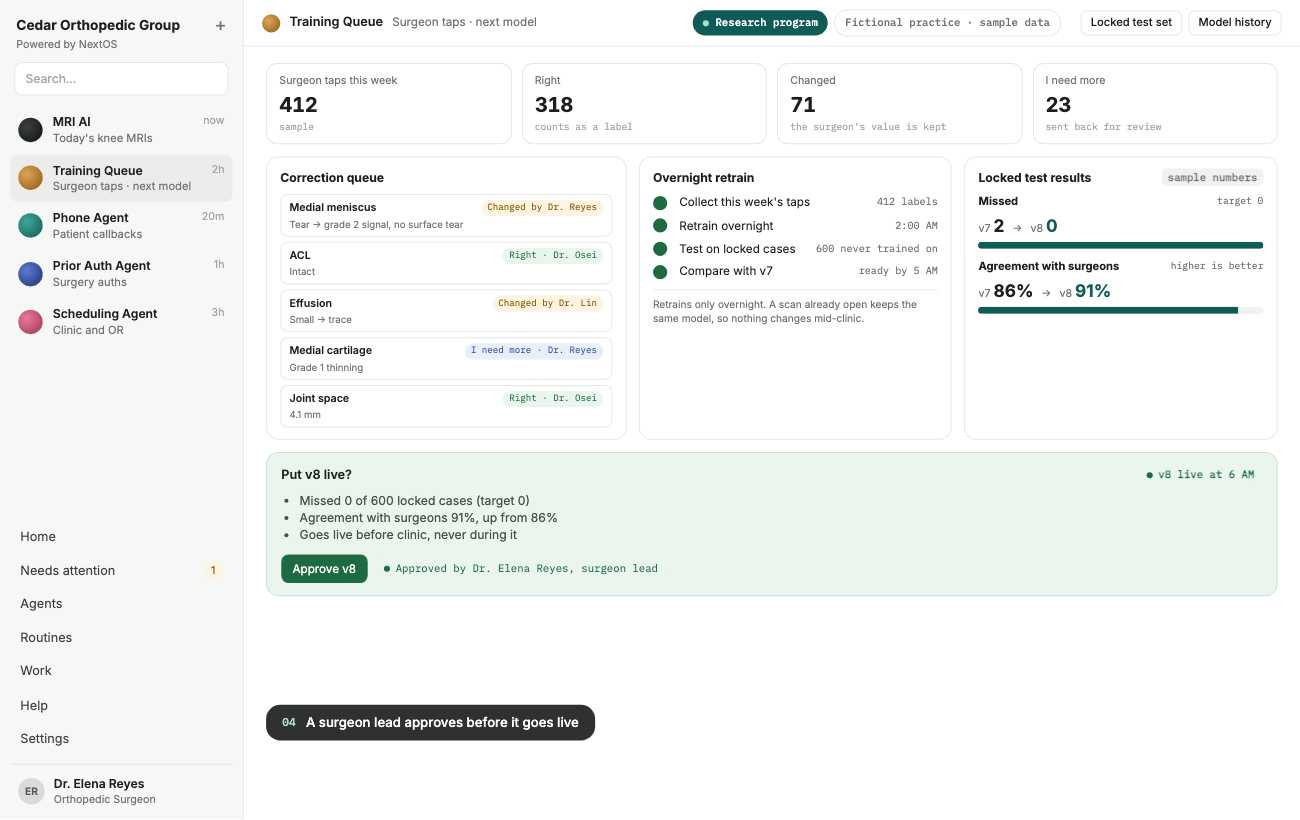 Cedar Orthopedic Group
+
Powered by NextOS
Search...
MRI AI
now
Today's knee MRIs
Training Queue
2h
Surgeon taps · next model
Phone Agent
20m
Patient callbacks
Prior Auth Agent
1h
Surgery auths
Scheduling Agent
3h
Clinic and OR
Home
Needs attention
1
Agents
Routines
Work
Help
Settings
ER
Dr. Elena Reyes
Orthopedic Surgeon
Training Queue
Surgeon taps · next model
Research program
Fictional practice · sample data
Locked test set
Model history
Surgeon taps this week
412
sample
Right
318
counts as a label
Changed
71
the surgeon's value is kept
I need more
23
sent back for review
Correction queue
Medial meniscus
Changed by Dr. Reyes
Tear → grade 2 signal, no surface tear
ACL
Right · Dr. Osei
Intact
Effusion
Changed by Dr. Lin
Small → trace
Medial cartilage
I need more · Dr. Reyes
Grade 1 thinning
Joint space
Right · Dr. Osei
4.1 mm
Overnight retrain
Collect this week's taps
412 labels
Retrain overnight
2:00 AM
Test on locked cases
600 never trained on
Compare with v7
ready by 5 AM
Retrains only overnight. A scan already open keeps the
same model, so nothing changes mid-clinic.
Locked test results
sample numbers
Missed
target 0
v7 2 → v8 0
Agreement with surgeons
higher is better
v7 86% → v8 91%
Put v8 live?
v8 live at 6 AM
• Missed 0 of 600 locked cases (target 0)
• Agreement with surgeons 91%, up from 86%
• Goes live before clinic, never during it
Approve v8
Approved by Dr. Elena Reyes, surgeon lead
04 A surgeon lead approves before it goes live